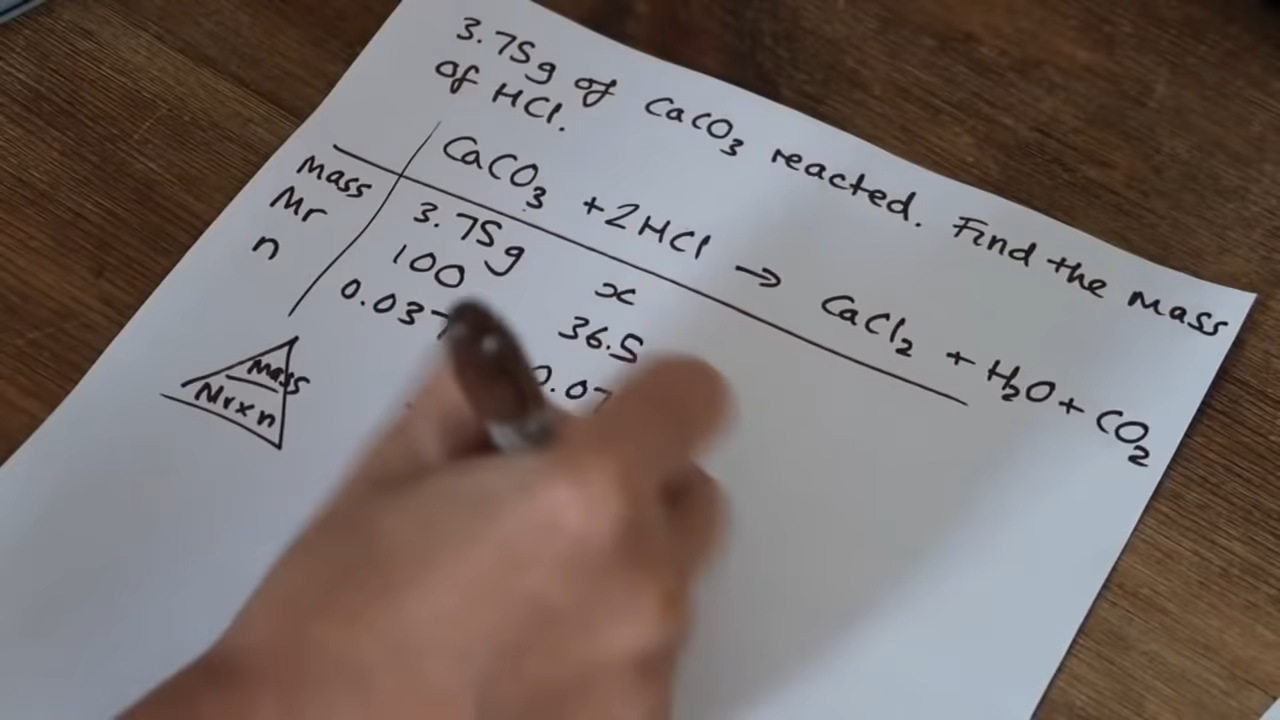 3.75g of CaCO₃ reacted. Find the mass
of HCl.
CaCO₃ + 2HCl → CaCl₂ + H₂O + CO₂
Mass 3.75g x
Mr 100 36.5
n
Mass
Mr x n